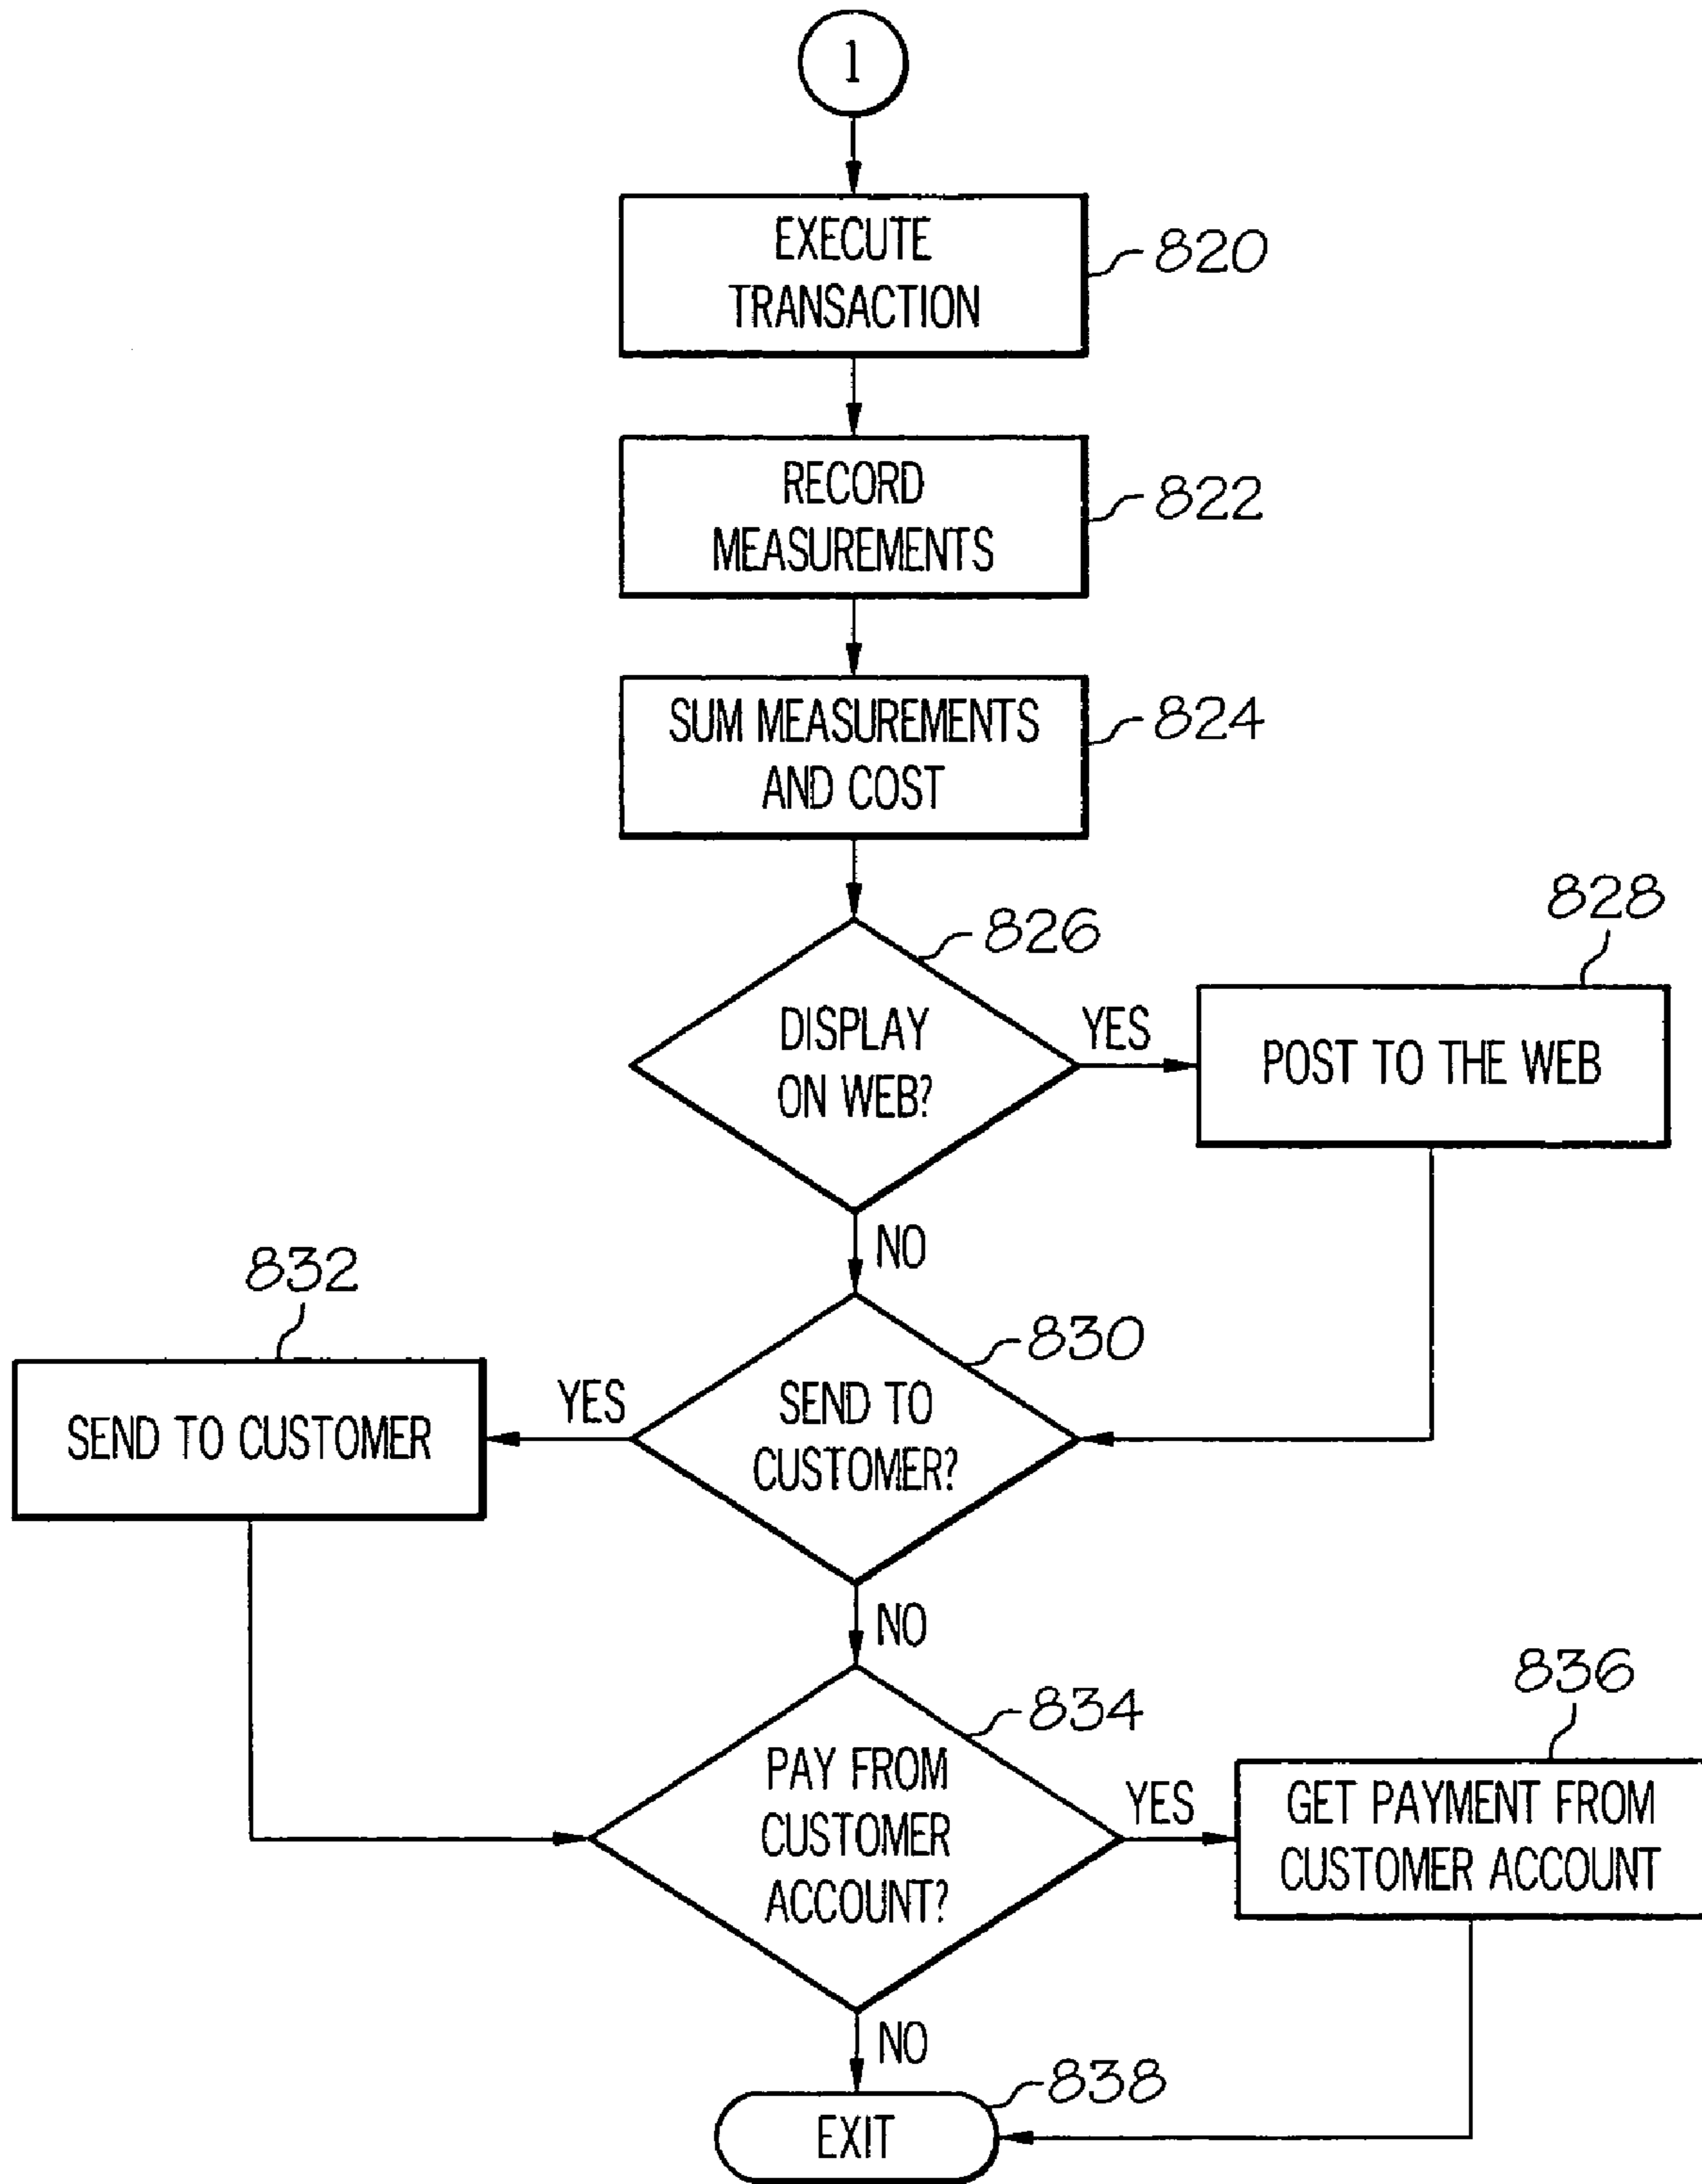 1
EXECUTE
TRANSACTION
820
RECORD
MEASUREMENTS
822
SUM MEASUREMENTS
AND COST
824
826
828
DISPLAY
ON WEB?
YES
POST TO THE WEB
NO
832
830
SEND TO CUSTOMER
YES
SEND TO
CUSTOMER?
NO
834
836
PAY FROM
CUSTOMER
ACCOUNT?
YES
GET PAYMENT FROM
CUSTOMER ACCOUNT
NO
838
EXIT